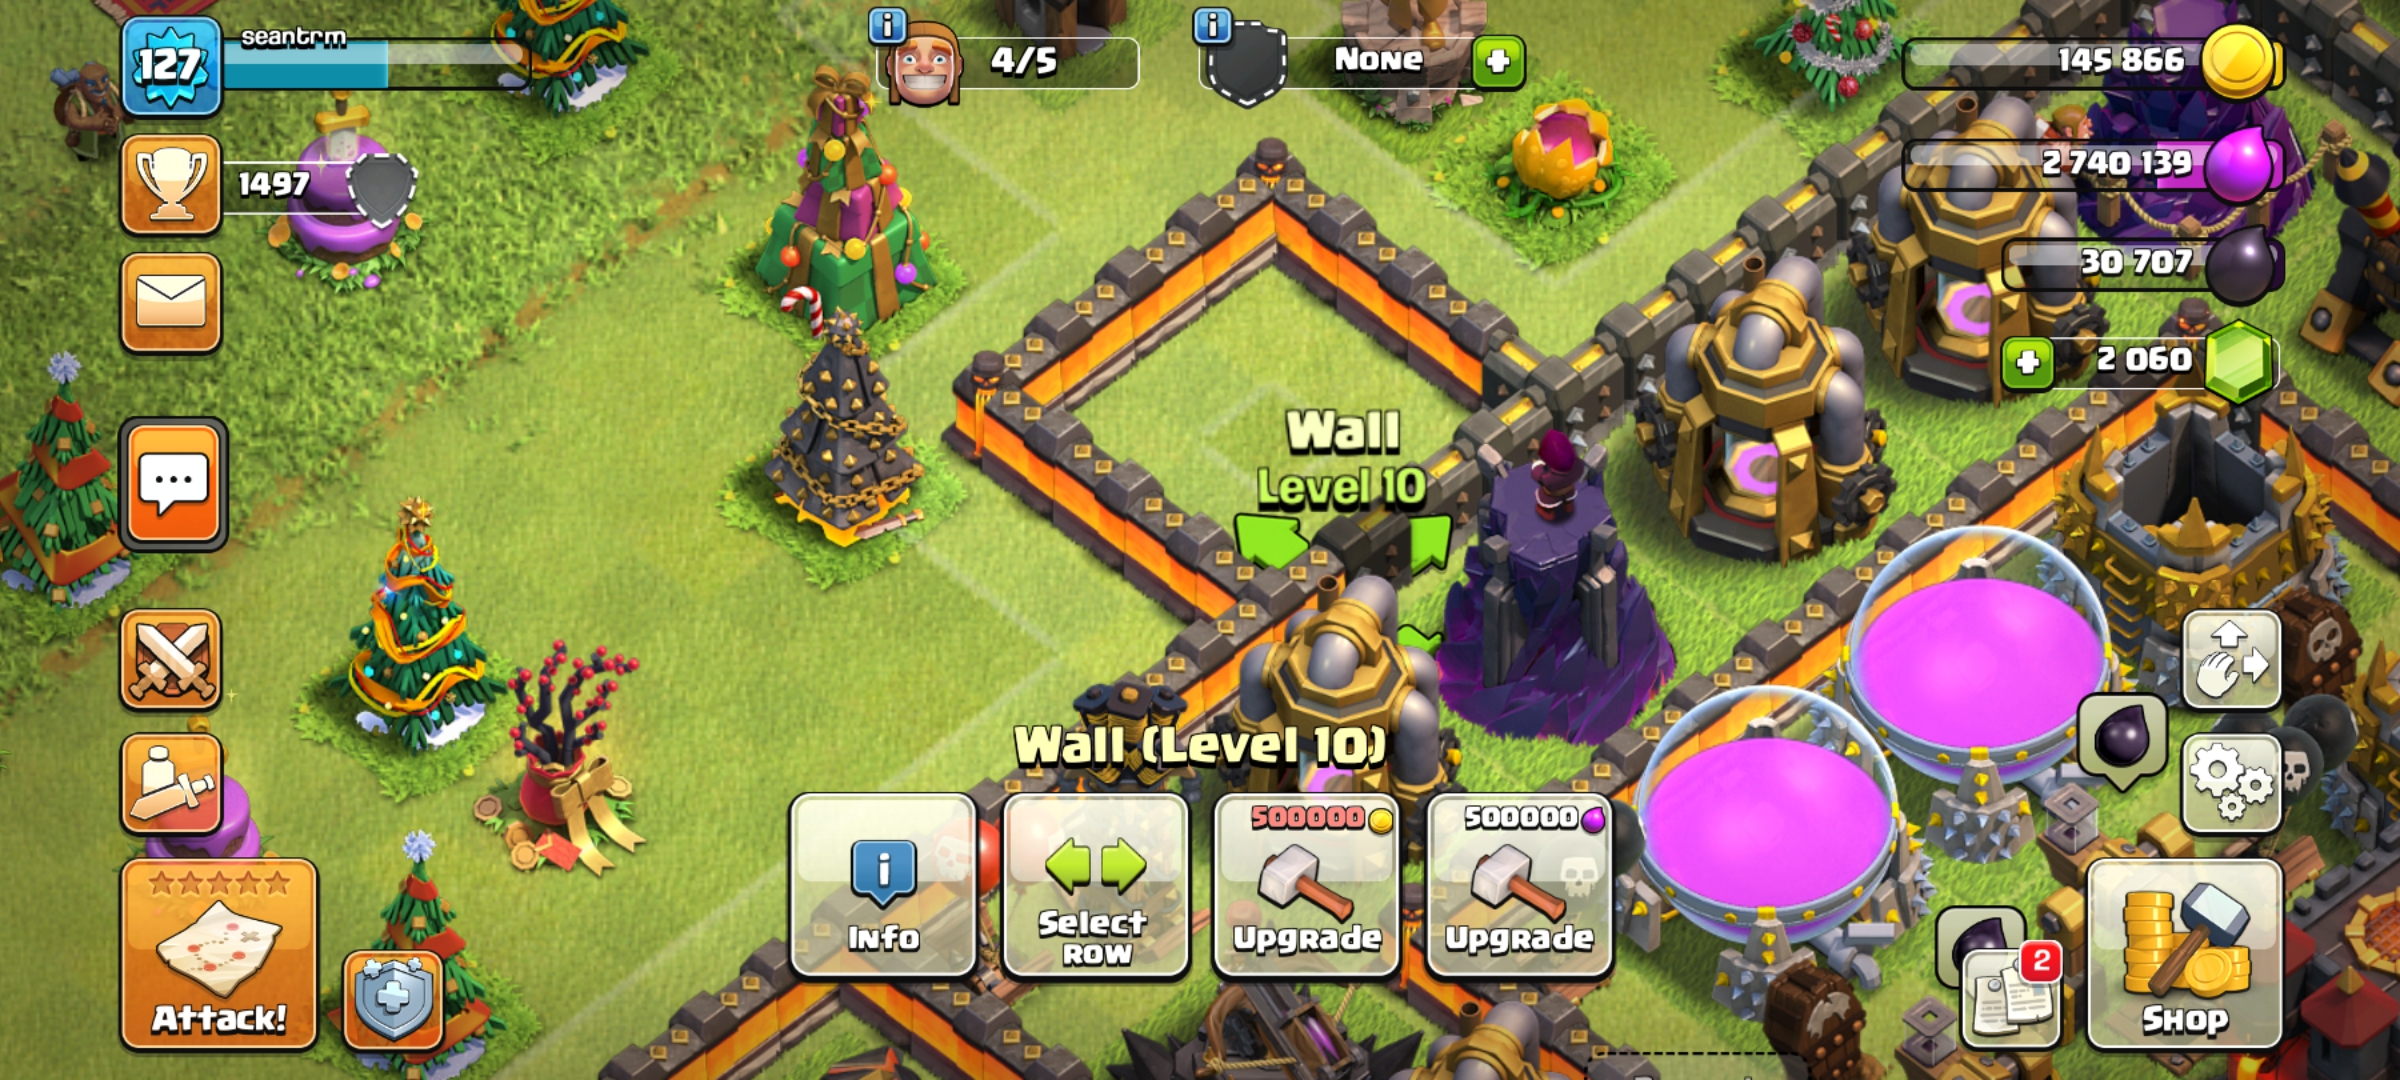 127
seantrm
4/5
None
145 866
1497
2 740 139
30 707
2 060
Wall
Level 10
Wall (Level 10)
Info
Select
Row
500000
Upgrade
500000
Upgrade
Attack!
2
Shop